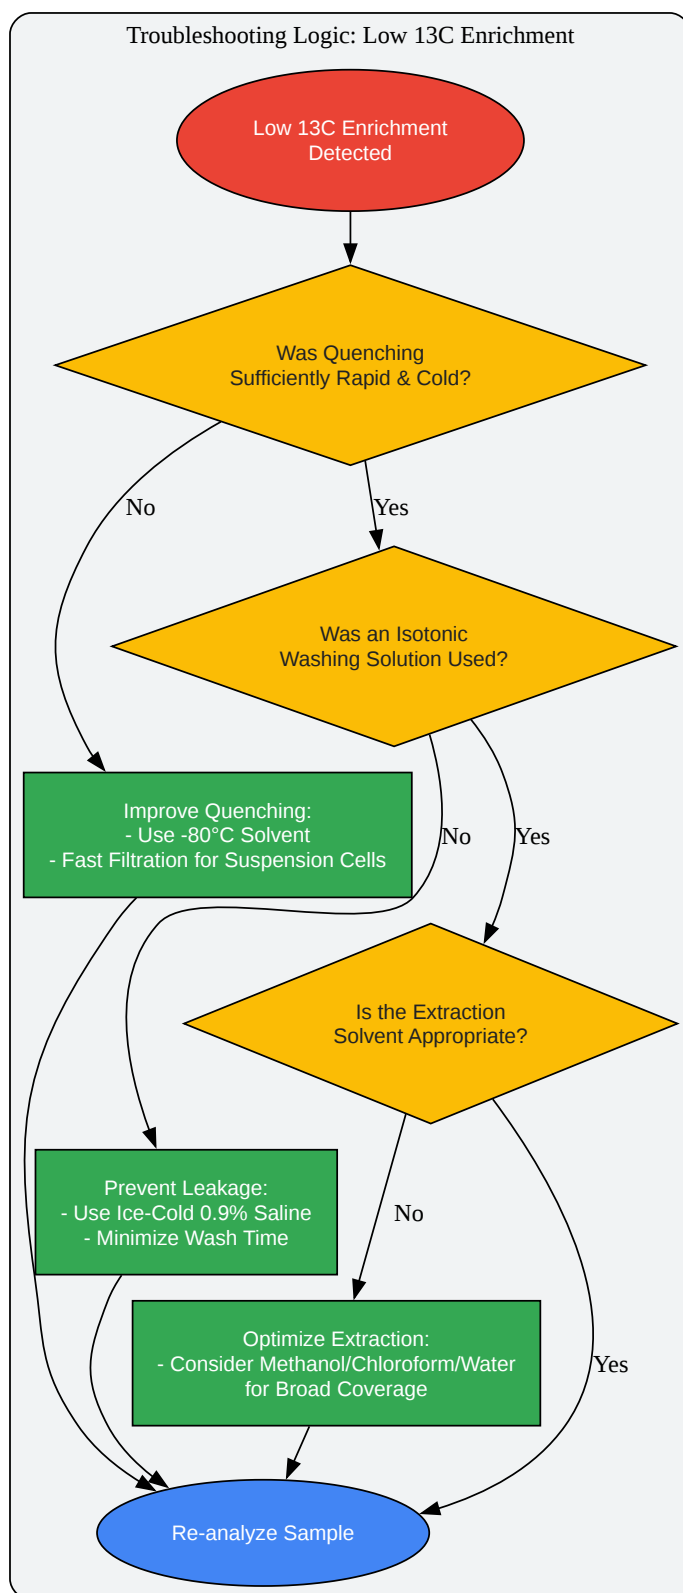 Troubleshooting Logic: Low 13C Enrichment
Low 13C Enrichment
Detected
Was Quenching
Sufficiently Rapid & Cold?
No
Yes
Was an Isotonic
Washing Solution Used?
Improve Quenching:
- Use -80°C Solvent
- Fast Filtration for Suspension Cells
No
Yes
Is the Extraction
Solvent Appropriate?
Prevent Leakage:
- Use Ice-Cold 0.9% Saline
- Minimize Wash Time
No
Optimize Extraction:
- Consider Methanol/Chloroform/Water
for Broad Coverage
Yes
Re-analyze Sample